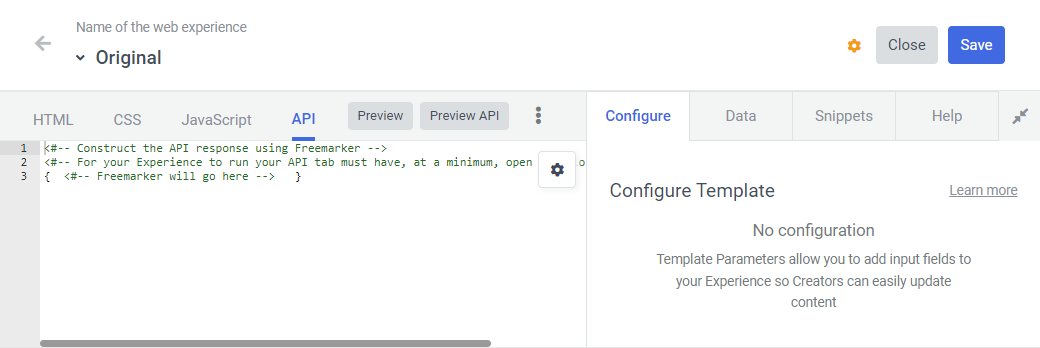 Name of the web experience
Original
Close
Save
HTML
CSS
JavaScript
API
Preview
Preview API
Configure
Data
Snippets
Help
1 <#-- Construct the API response using Freemarker -->
2 <#-- For your Experience to run your API tab must have, at a minimum, open
3 { <#-- Freemarker will go here --> }
Configure Template
Learn more
No configuration
Template Parameters allow you to add input fields to
your Experience so Creators can easily update
content